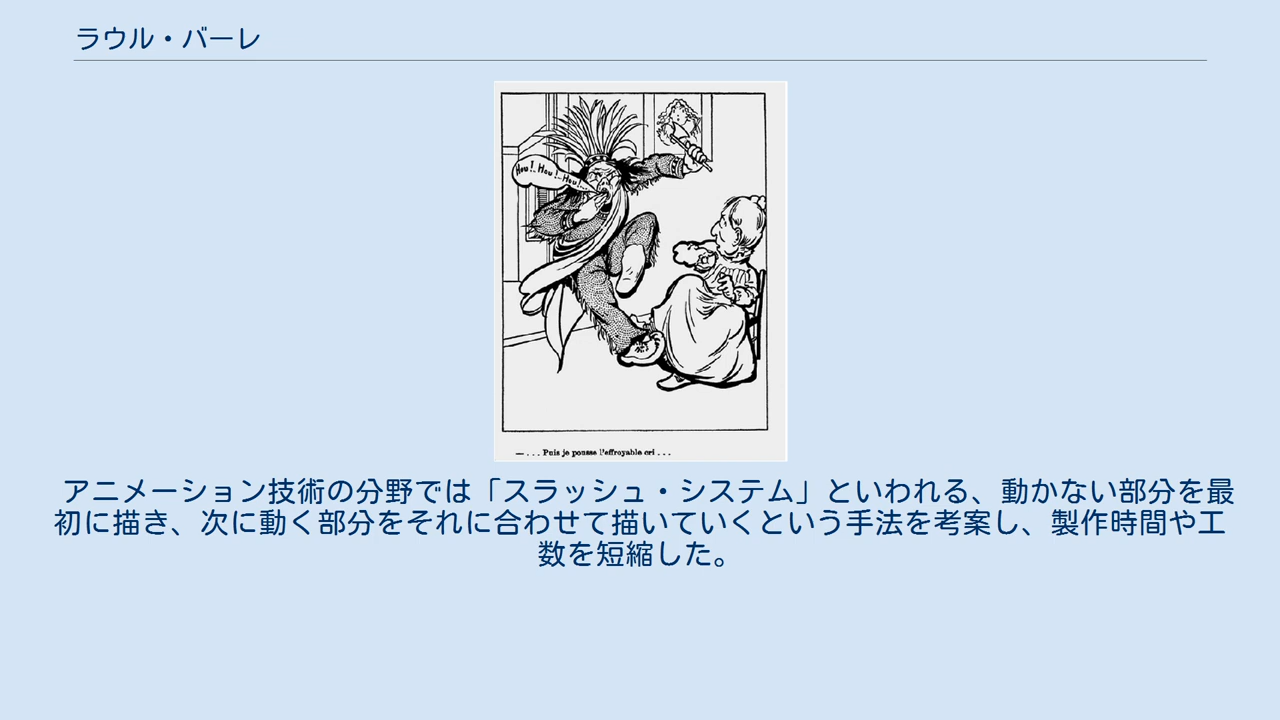 ラウル・バーレ
Hou!. Hou!- Hou!
—... Puis je pousse l'effroyable cri...
アニメーション技術の分野では「スラッシュ・システム」といわれる、動かない部分を最
初に描き、次に動く部分をそれに合わせて描いていくという手法を考案し、製作時間や工
数を短縮した。